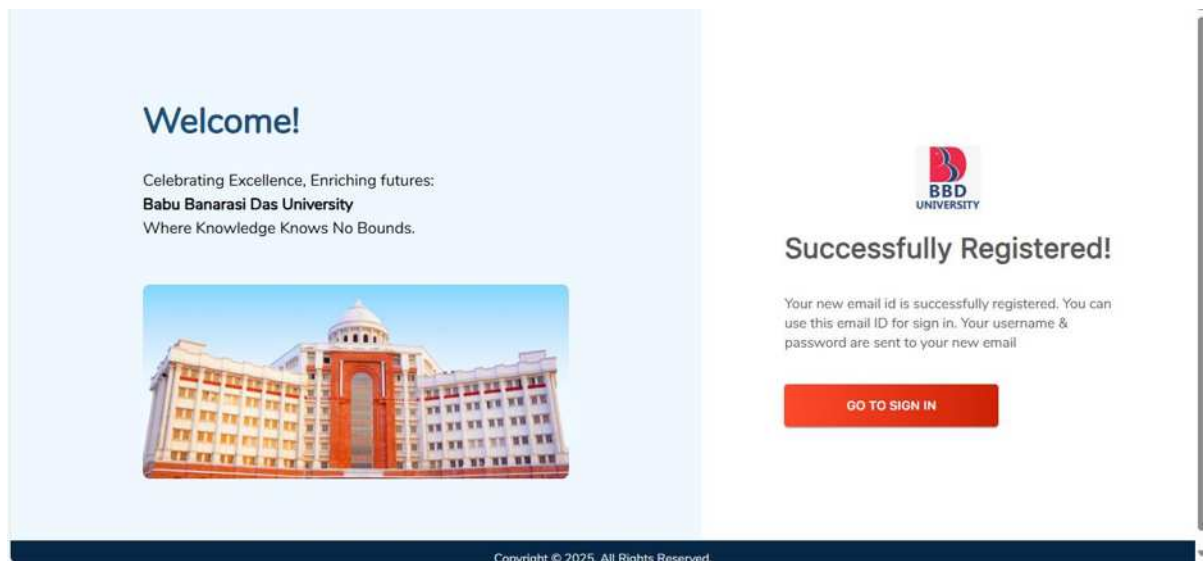 Welcome!
Celebrating Excellence, Enriching futures:
Babu Banarasi Das University
Where Knowledge Knows No Bounds.
BBD
UNIVERSITY
Successfully Registered!
Your new email id is successfully registered. You can
use this email ID for sign in. Your username &
password are sent to your new email
GO TO SIGN IN
Copyright © 2025. All Rights Reserved.